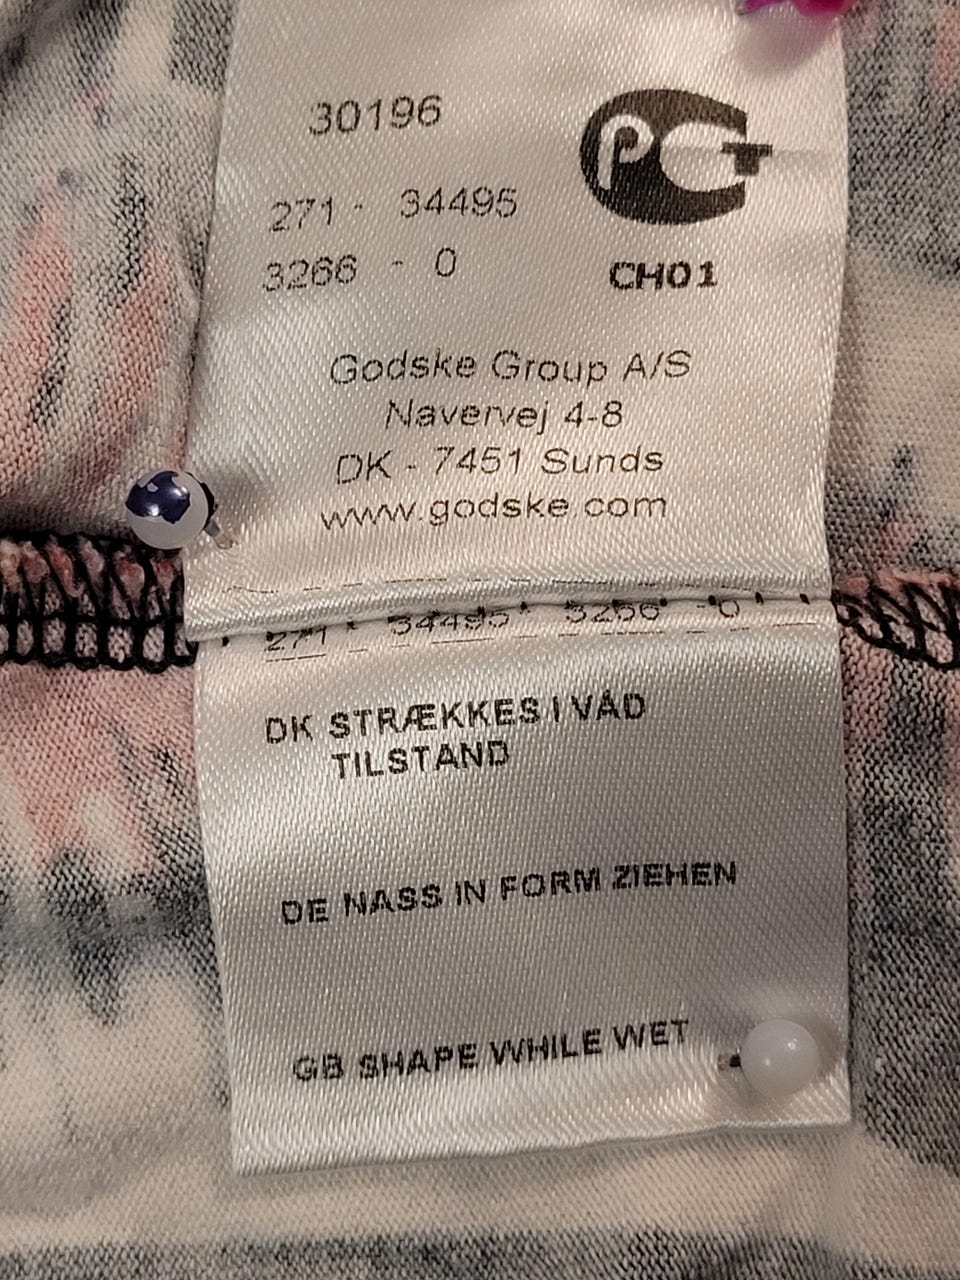 30196
271 - 34495
3266 - 0
PCT
CH01
Godske Group A/S
Navervej 4-8
DK - 7451 Sunds
www.godske.com
271 - 34495 3266 - 0
DK STRÆKKES I VÅD
TILSTAND
DE NASS IN FORM ZIEHEN
GB SHAPE WHILE WET